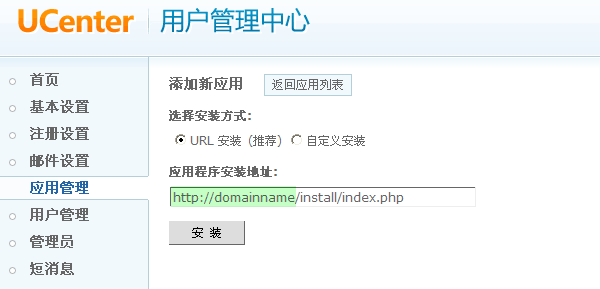 UCenter 用户管理中心
首页
基本设置
注册设置
邮件设置
应用管理
用户管理
管理员
短消息
添加新应用 返回应用列表
选择安装方式:
URL 安装（推荐） 自定义安装
应用程序安装地址:
http://domainname/install/index.php
安 装